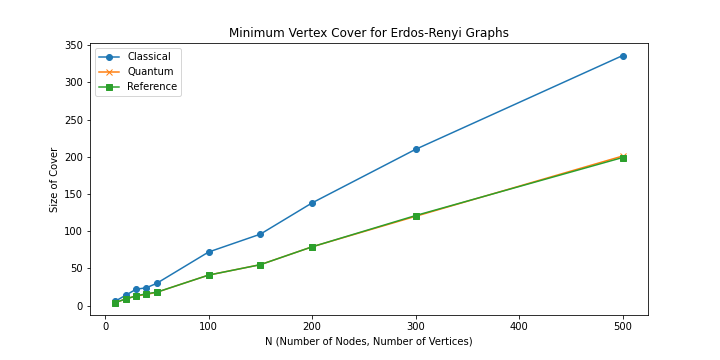 Minimum Vertex Cover for Erdos-Renyi Graphs
Classical
Quantum
Reference
Size of Cover
350
300
250
200
150
100
50
0
0 100 200 300 400 500
N (Number of Nodes, Number of Vertices)